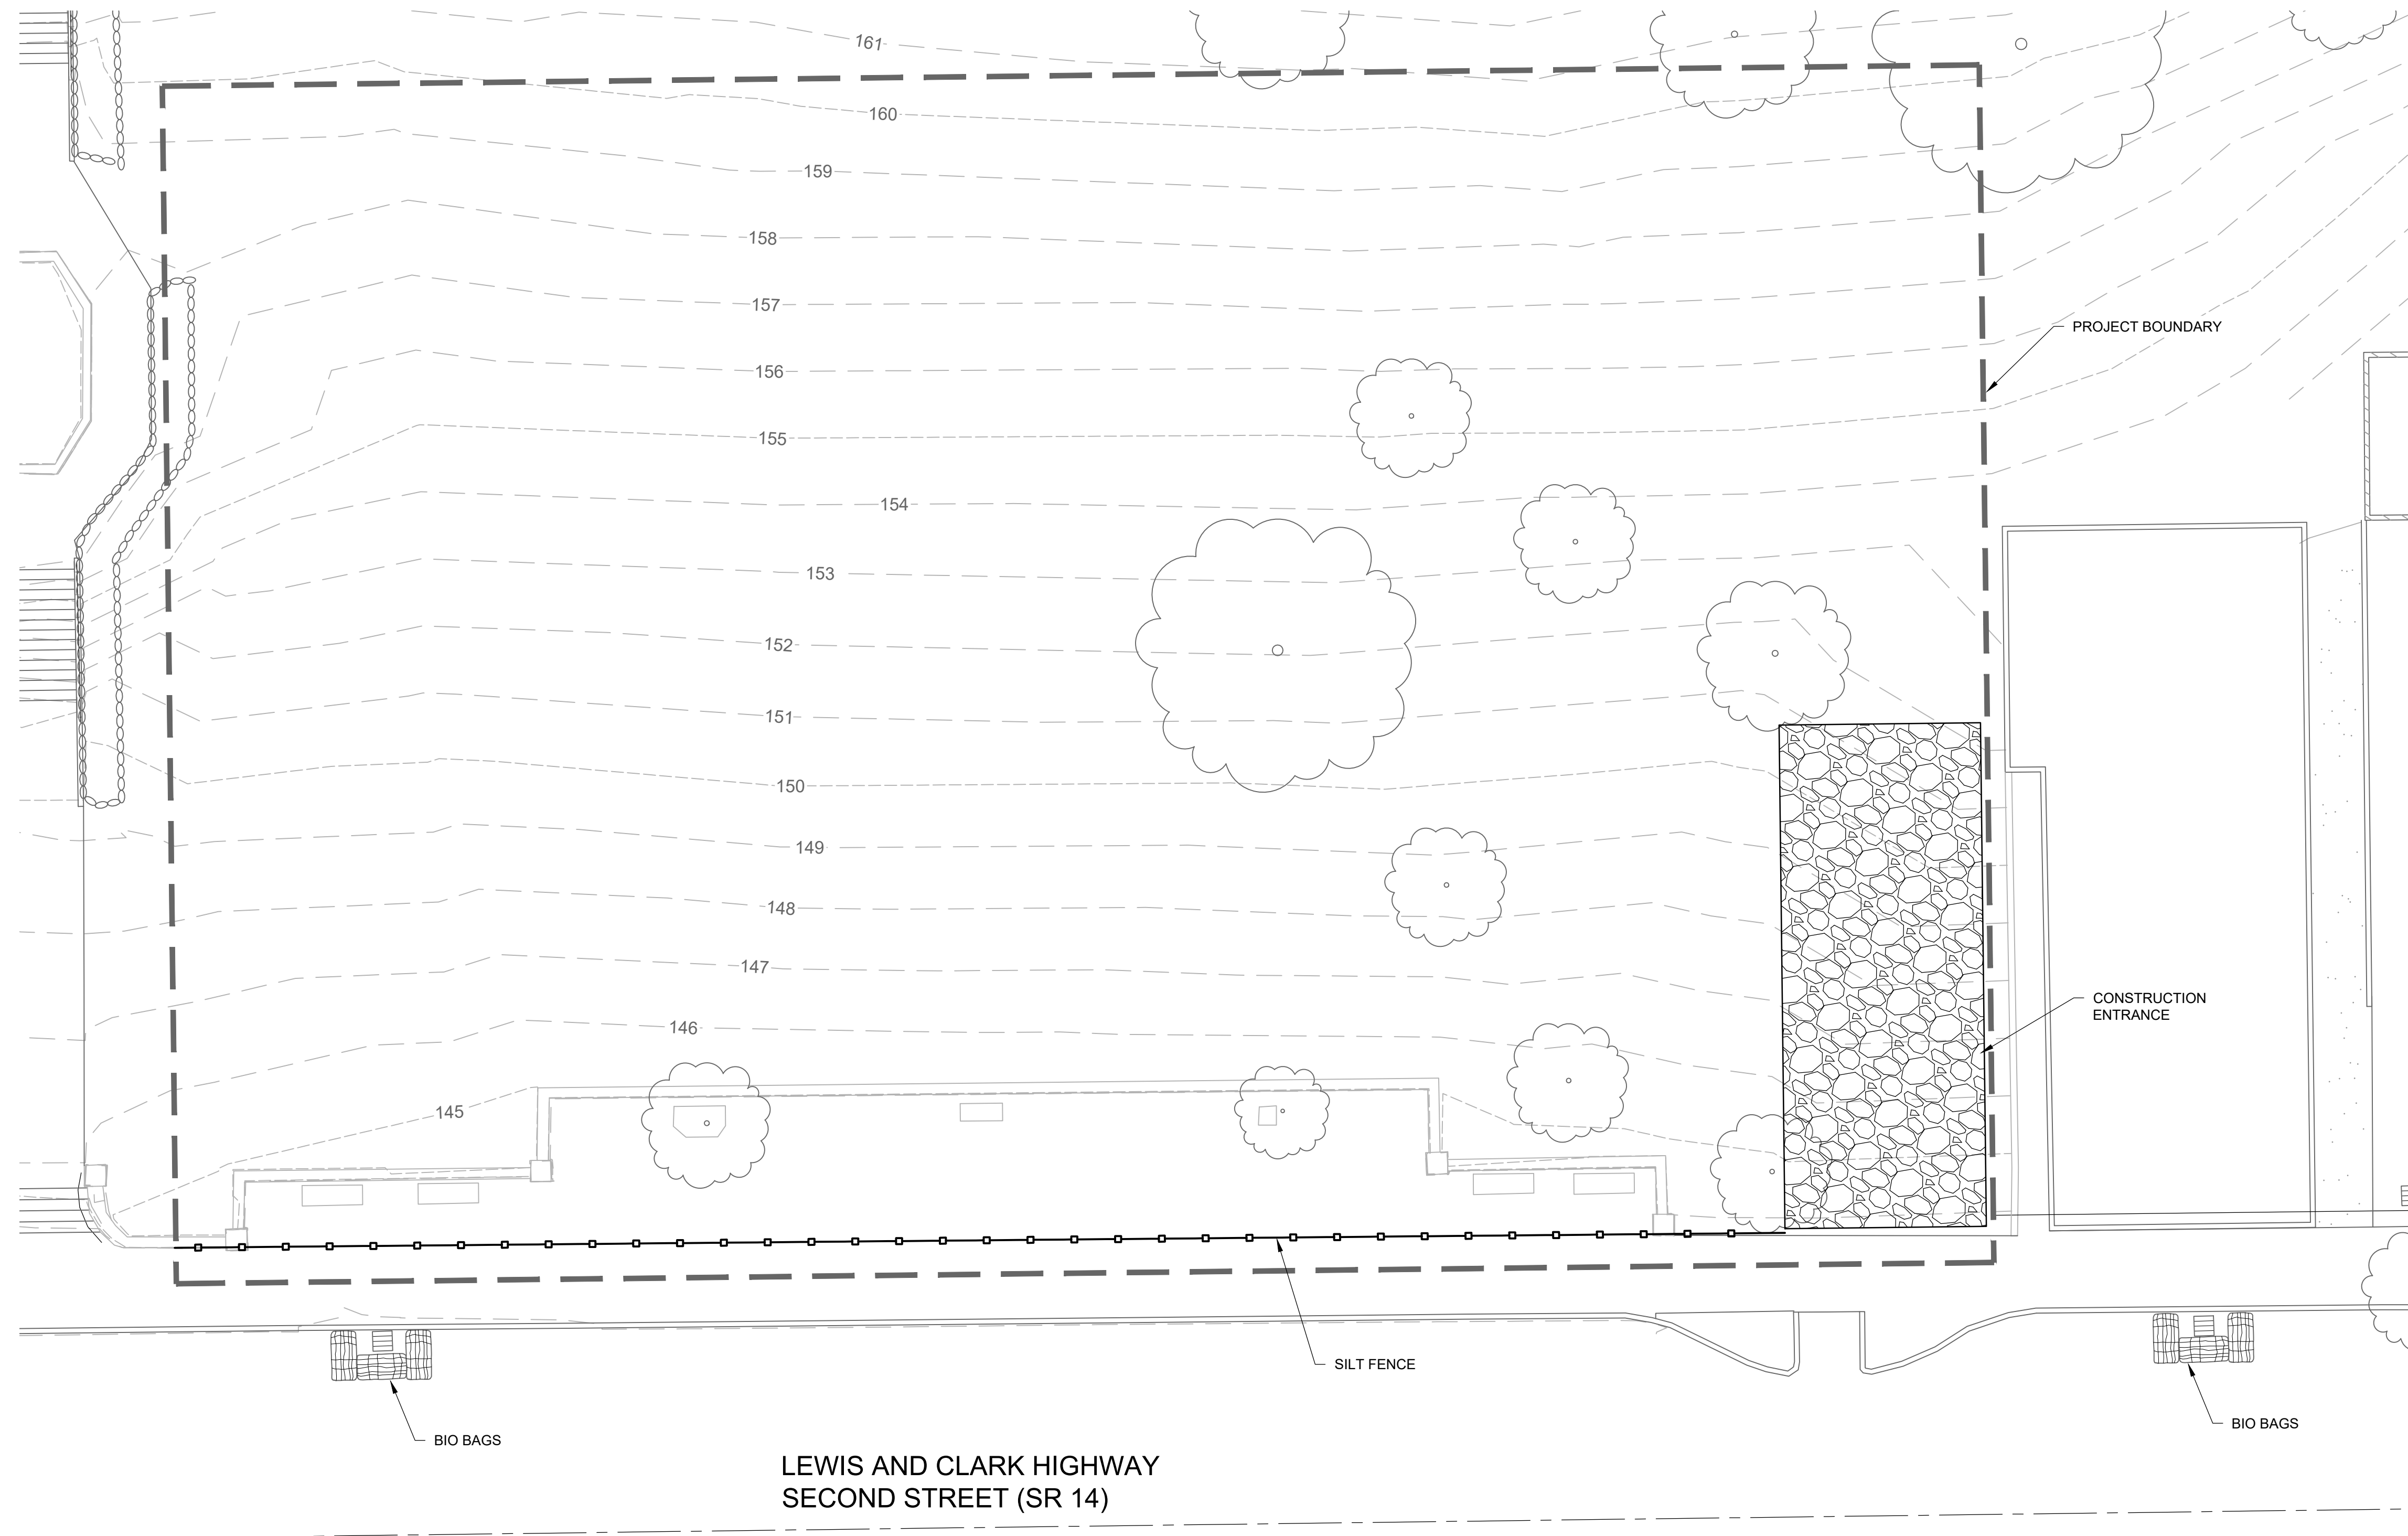 161
160
159
158
157
PROJECT BOUNDARY
156
155
154
153
152
151
150
149
148
147
CONSTRUCTION
ENTRANCE
146
145
SILT FENCE
BIO BAGS
BIO BAGS
LEWIS AND CLARK HIGHWAY
SECOND STREET (SR 14)